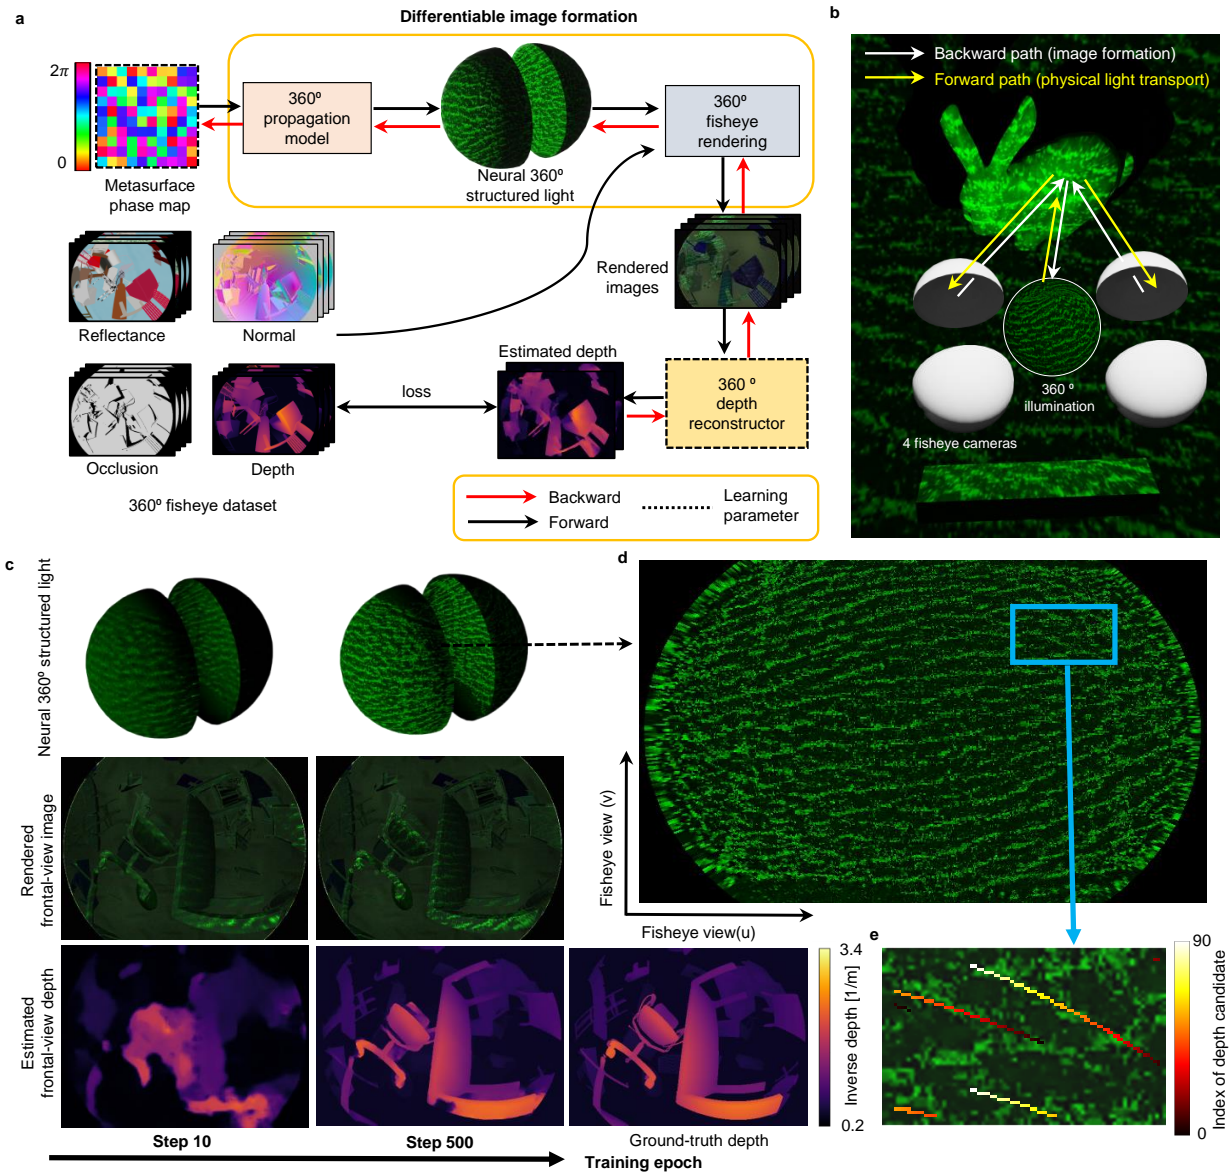 a
Differentiable image formation
2π
0
Metasurface
phase map
360º
propagation
model
Neural 360º
structured light
360º
fisheye
rendering
Rendered
images
Reflectance
Normal
Occlusion
Depth
360º fisheye dataset
loss
Estimated depth
360 º
depth
reconstructor
Backward
Forward
Learning
parameter
b
Backward path (image formation)
Forward path (physical light transport)
360 º
illumination
4 fisheye cameras
c
Neural 360º structured light
Rendered
frontal-view image
Estimated
frontal-view depth
Step 10
Step 500
Ground-truth depth
Training epoch
3.4
Inverse depth [1/m]
0.2
d
Fisheye view (v)
Fisheye view(u)
e
90
Index of depth candidate
0